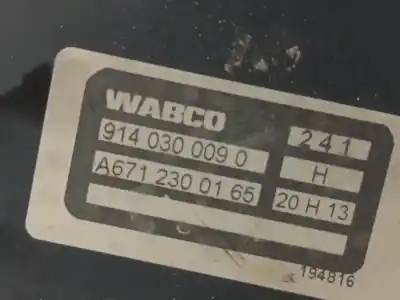 WABCO
914 030 009 0
241
A671 230 01 65
H
20 H 13
194816